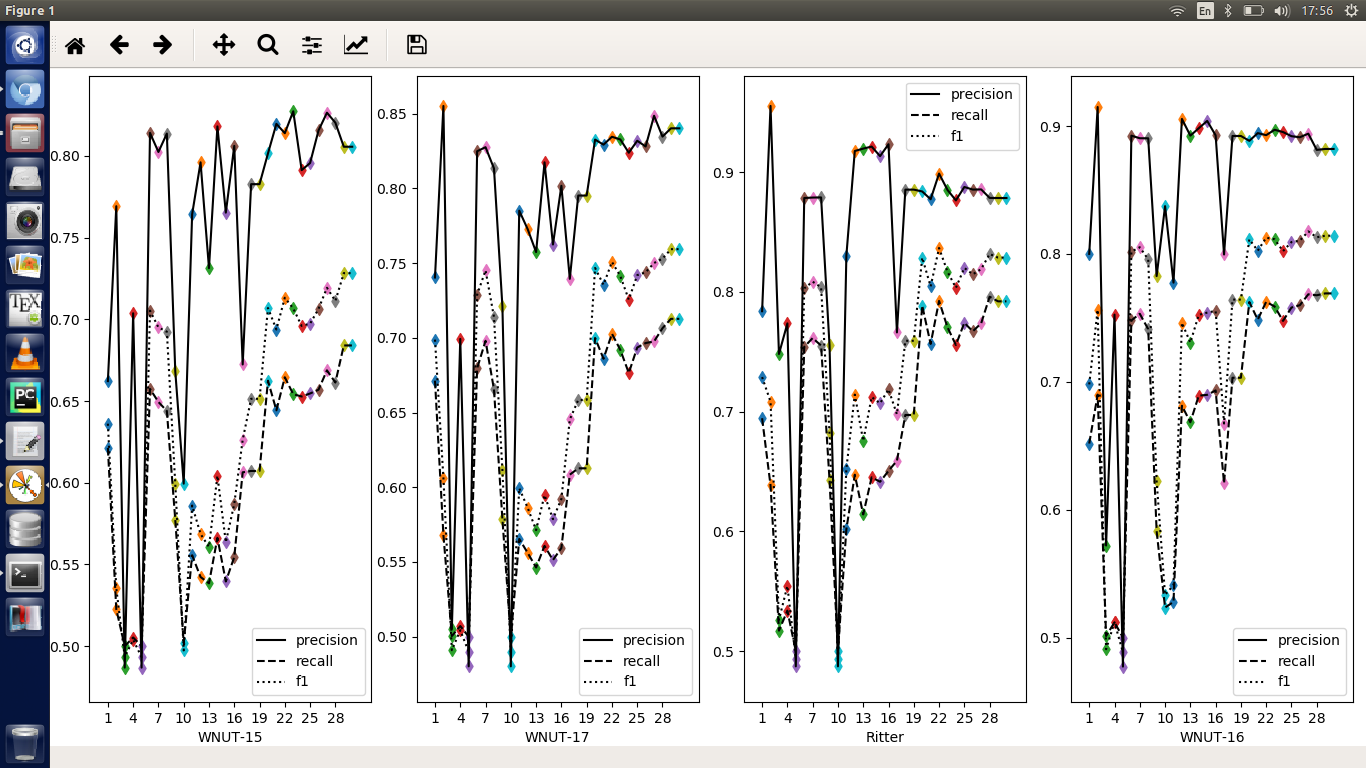 Figure 1
En
17:56
0.80
0.75
0.70
0.65
0.60
0.55
0.50
precision
recall
f1
1 4 7 10 13 16 19 22 25 28
WNUT-15
0.85
0.80
0.75
0.70
0.65
0.60
0.55
0.50
precision
recall
f1
1 4 7 10 13 16 19 22 25 28
WNUT-17
precision
recall
f1
0.9
0.8
0.7
0.6
0.5
1 4 7 10 13 16 19 22 25 28
Ritter
0.9
0.8
0.7
0.6
0.5
precision
recall
f1
1 4 7 10 13 16 19 22 25 28
WNUT-16
TEX
PC
>_